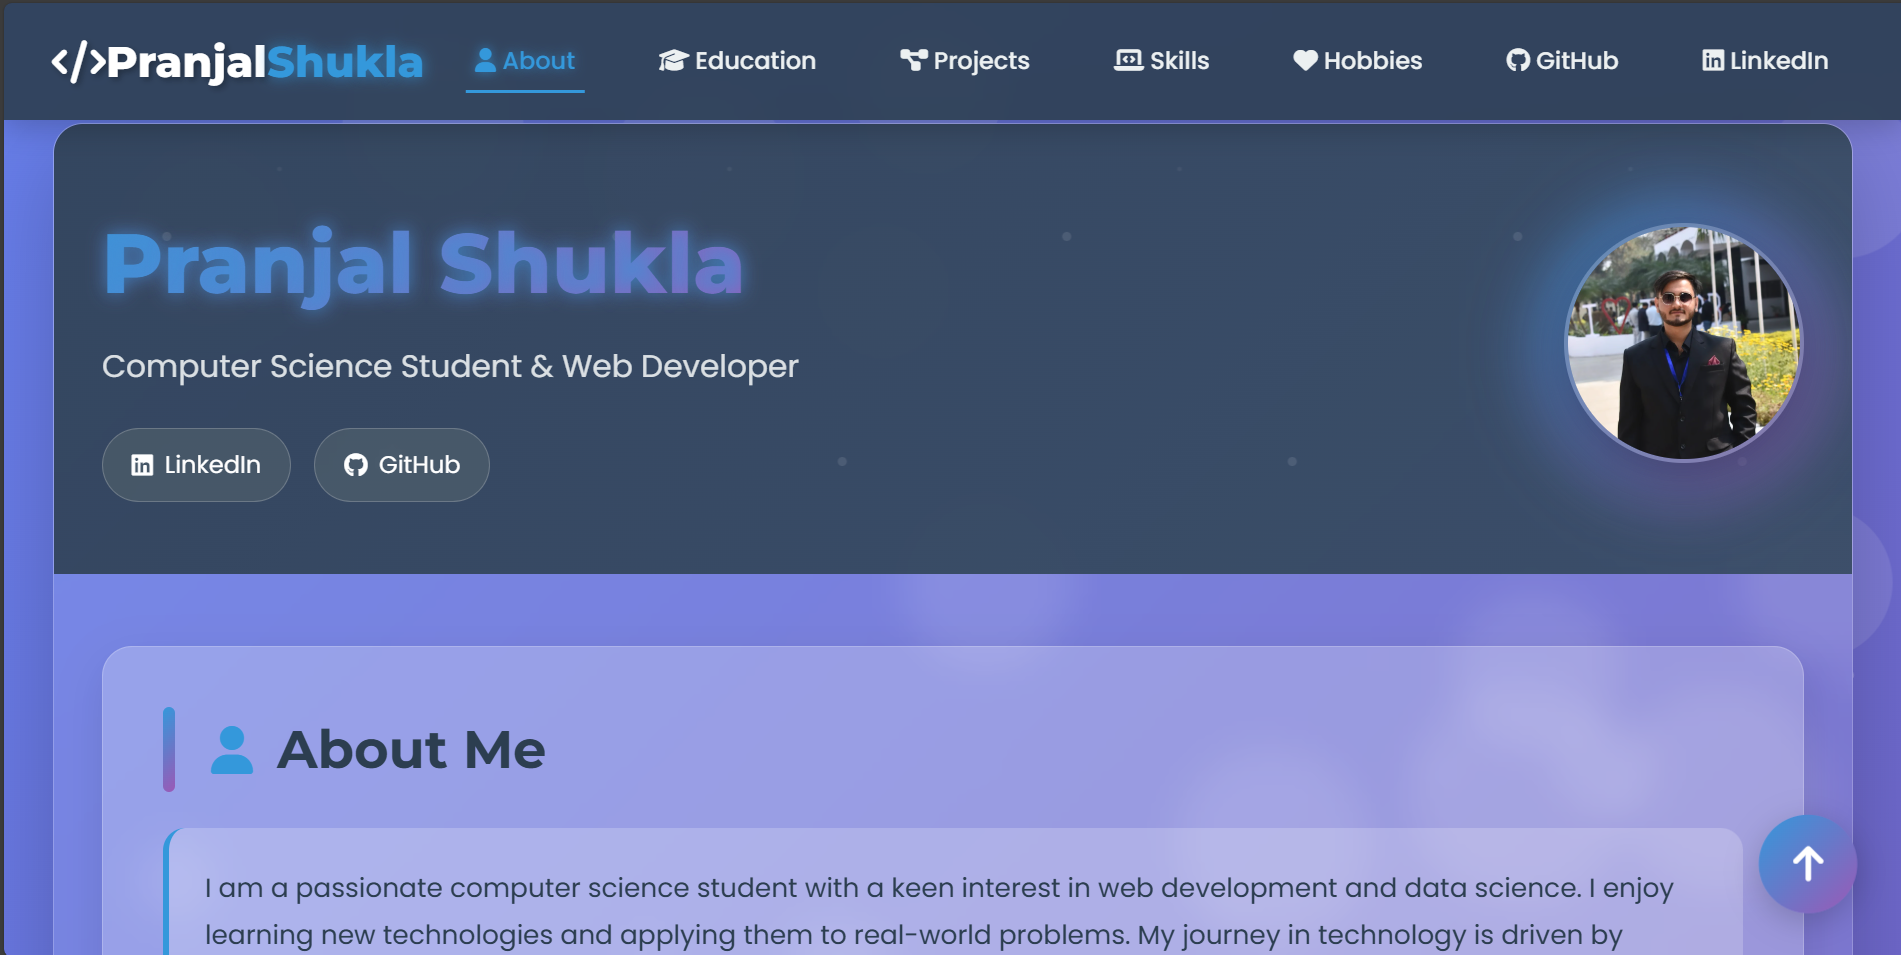 </>PranjalShukla About Education Projects Skills Hobbies GitHub LinkedIn
Pranjal Shukla
Computer Science Student & Web Developer
LinkedIn GitHub
About Me
I am a passionate computer science student with a keen interest in web development and data science. I enjoy
learning new technologies and applying them to real-world problems. My journey in technology is driven by